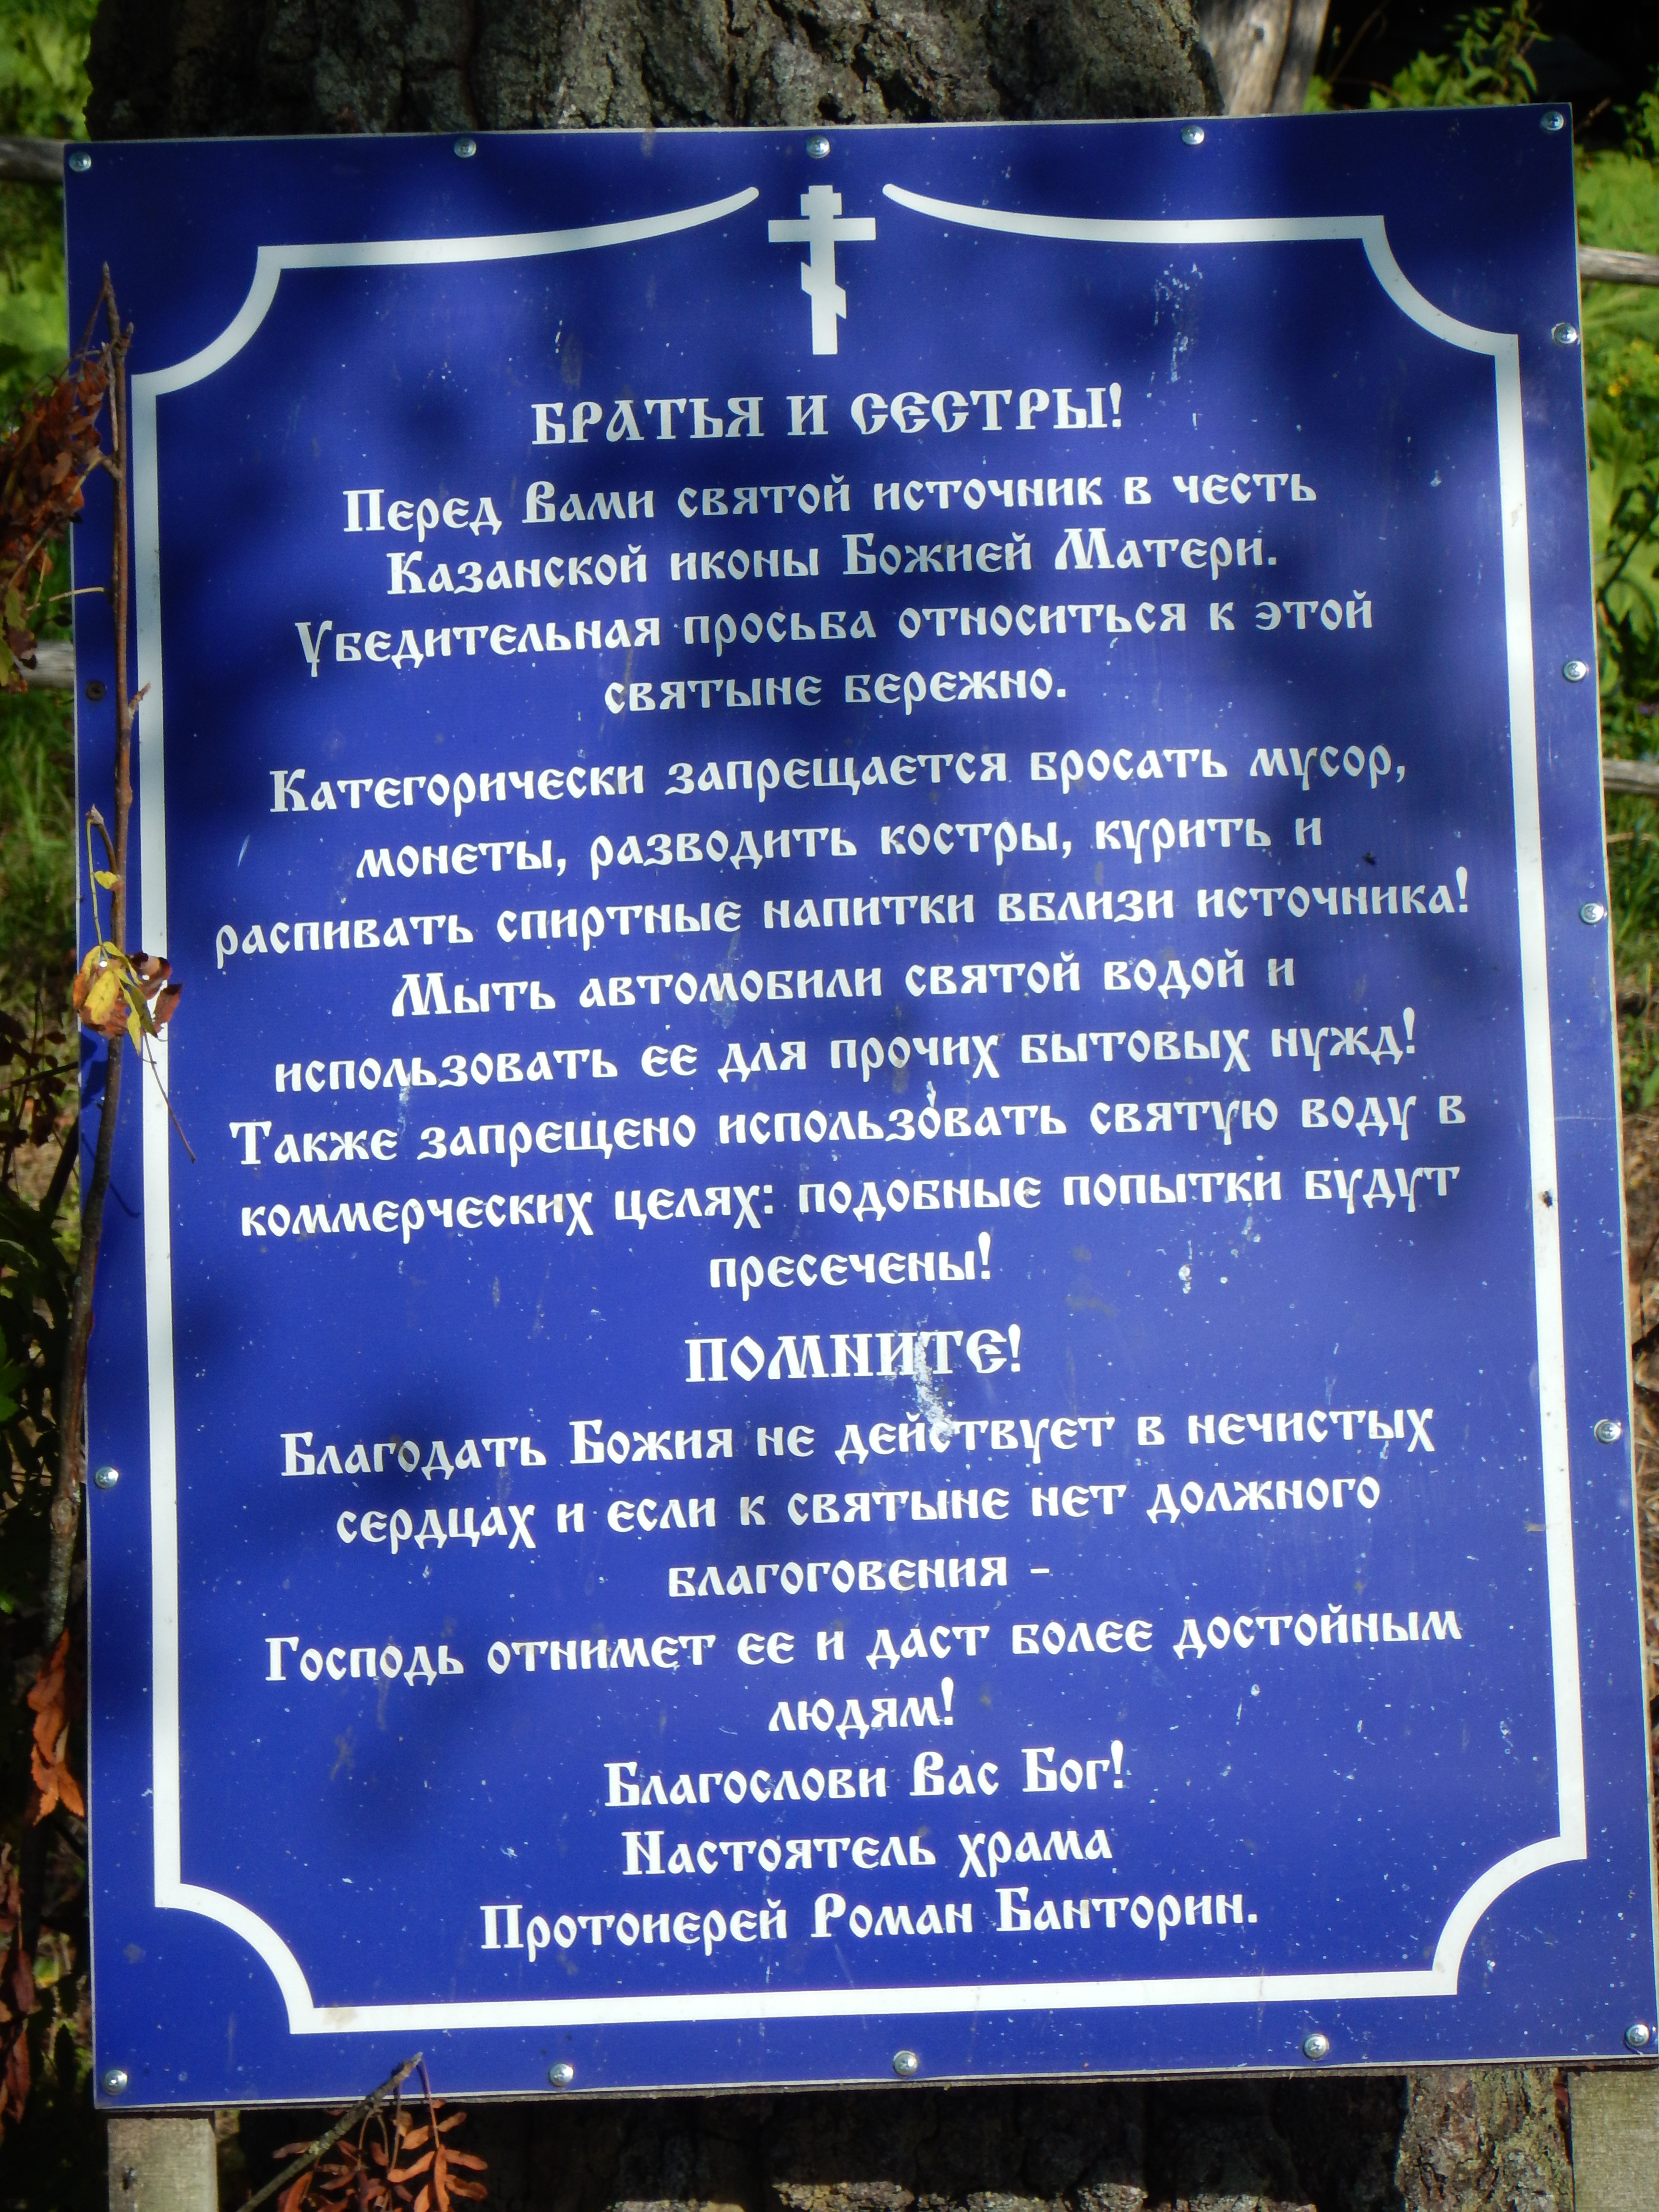 БРАТЬЯ И СЕСТРЫ!
Перед Вами святой источник в честь
Казанской иконы Божией Матери.
Убедительная просьба относиться к этой
святыне бережно.
Категорически запрещается бросать мусор,
монеты, разводить костры, курить и
распивать спиртные напитки вблизи источника!
Мыть автомобили святой водой и
использовать ее для прочих бытовых нужд!
Также запрещено использовать святую воду в
коммерческих целях: подобные попытки будут
пресечены!
ПОМНИТЕ!
Благодать Божия не действует в нечистых
сердцах и если к святыне нет должного
благоговения -
Господь отнимет ее и даст более достойным
людям!
Благослови Вас Бог!
Настоятель храма
Протоиерей Роман Банторин.